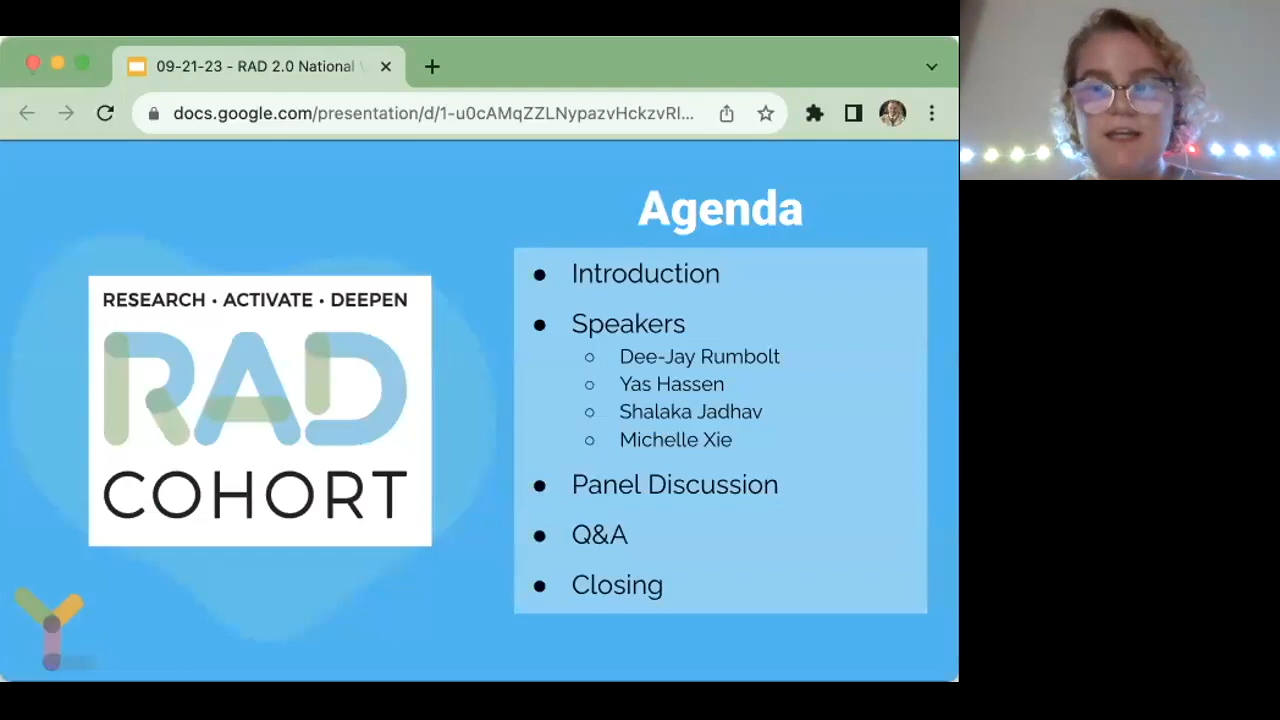 09-21-23 - RAD 2.0 National
docs.google.com/presentation/d/1-u0cAMqZZLNypazvHckzvRl...
Agenda
RESEARCH · ACTIVATE · DEEPEN
RAD
COHORT
● Introduction
● Speakers
○ Dee-Jay Rumbolt
○ Yas Hassen
○ Shalaka Jadhav
○ Michelle Xie
● Panel Discussion
● Q&A
● Closing
Y